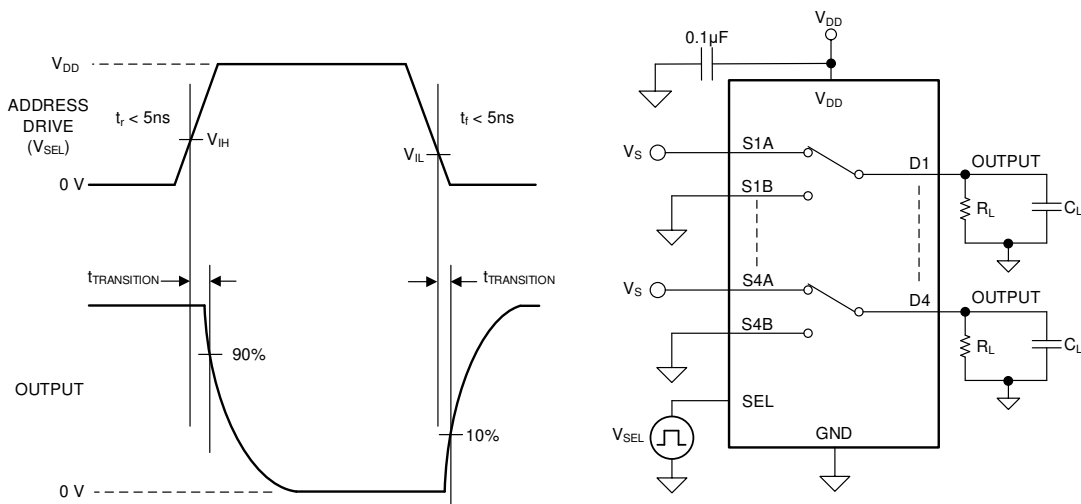 V_DD
ADDRESS
DRIVE
(V_SEL)
t_r < 5ns
t_f < 5ns
V_IH
V_IL
0 V
t_TRANSITION
t_TRANSITION
90%
OUTPUT
10%
0 V
V_DD
0.1µF
V_DD
V_S
S1A
D1
OUTPUT
S1B
R_L
C_L
V_S
S4A
D4
OUTPUT
S4B
R_L
C_L
SEL
V_SEL
GND